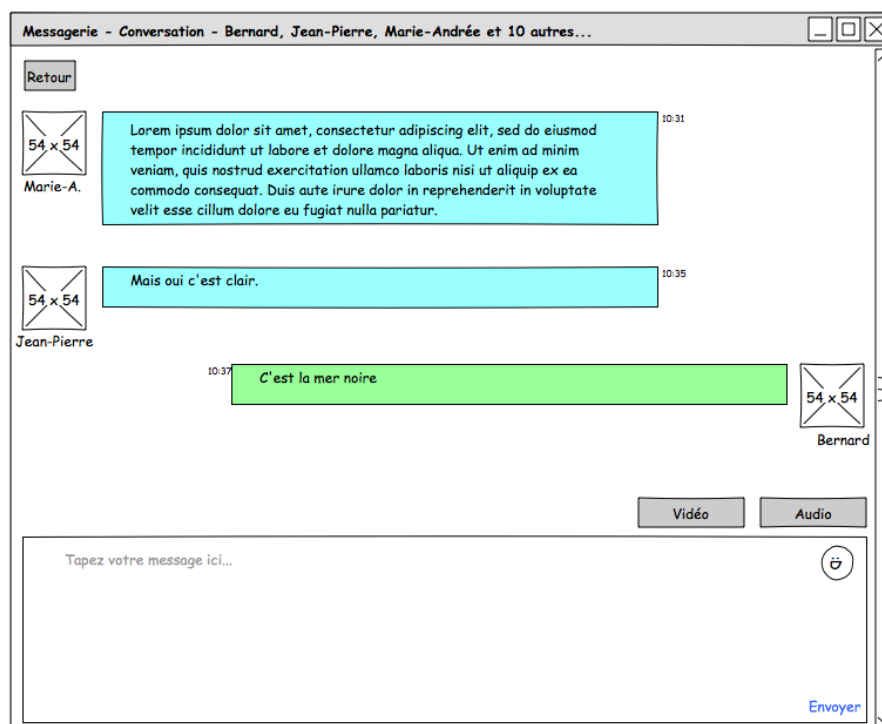 Messagerie - Conversation - Bernard, Jean-Pierre, Marie-Andrée et 10 autres...
Retour
54 x 54
Marie-A.
Lorem ipsum dolor sit amet, consectetur adipiscing elit, sed do eiusmod
tempor incididunt ut labore et dolore magna aliqua. Ut enim ad minim
veniam, quis nostrud exercitation ullamco laboris nisi ut aliquip ex ea
commodo consequat. Duis aute irure dolor in reprehenderit in voluptate
velit esse cillum dolore eu fugiat nulla pariatur.
10:31
54 x 54
Jean-Pierre
Mais oui c'est clair.
10:35
10:37
C'est la mer noire
54 x 54
Bernard
Vidéo
Audio
Tapez votre message ici...
Envoyer